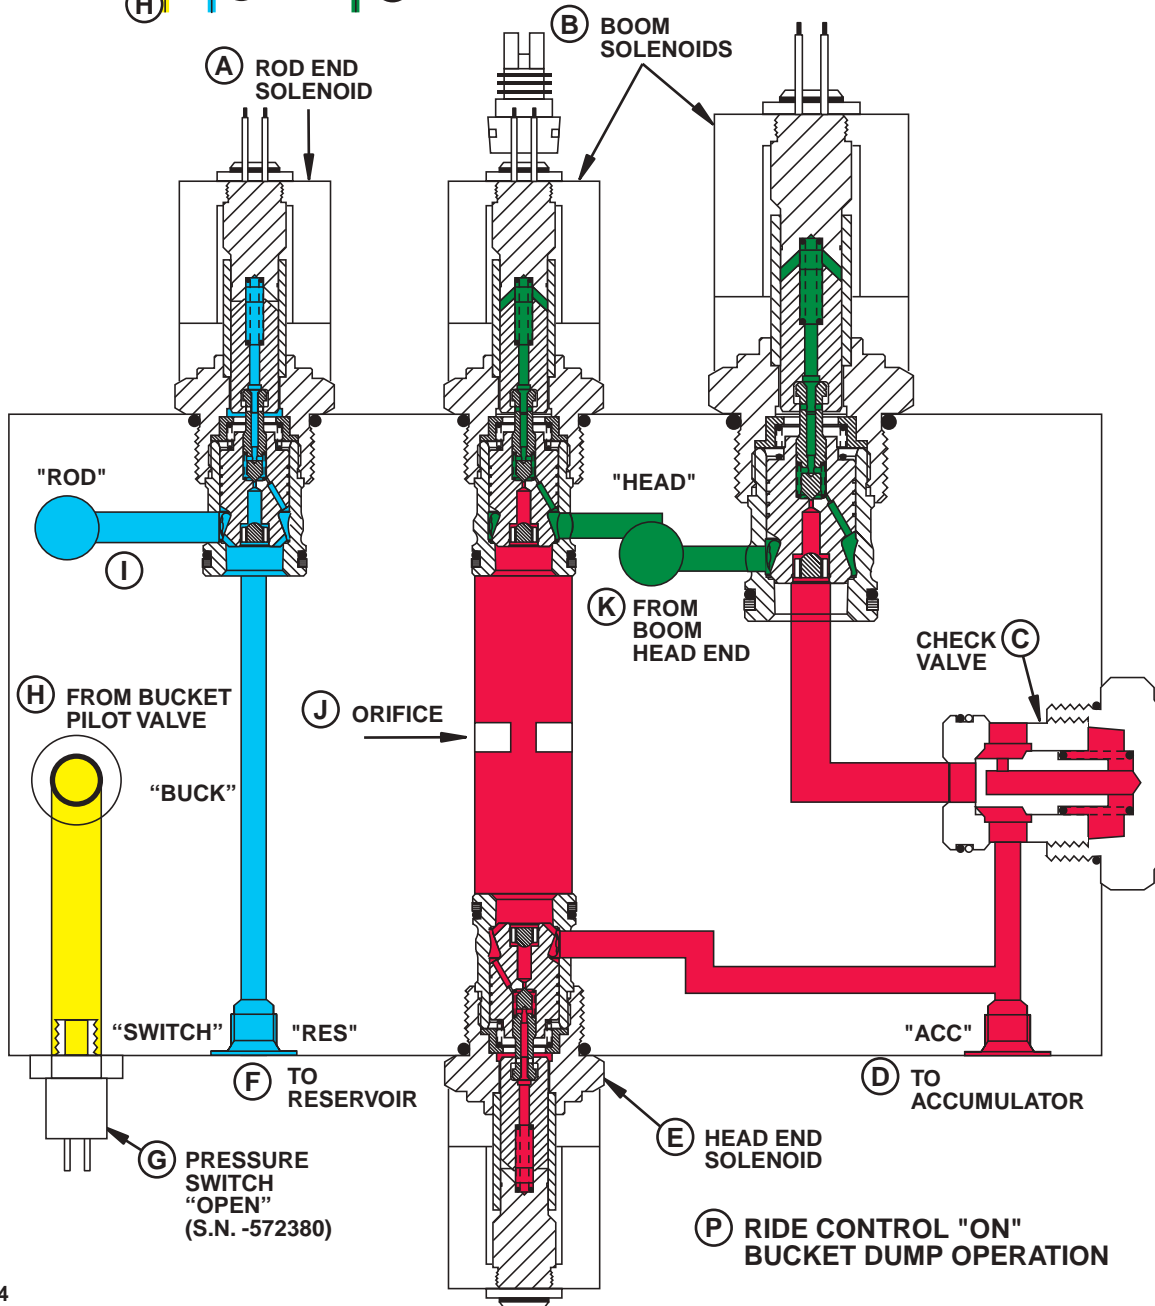 H
A ROD END
SOLENOID
B BOOM
SOLENOIDS
"ROD"
I
"HEAD"
K FROM
BOOM
HEAD END
CHECK C
VALVE
H FROM BUCKET
PILOT VALVE
J ORIFICE
“BUCK”
“SWITCH”
"RES"
"ACC"
F TO
RESERVOIR
D TO
ACCUMULATOR
G PRESSURE
SWITCH
“OPEN”
(S.N. -572380)
E HEAD END
SOLENOID
P RIDE CONTROL "ON"
BUCKET DUMP OPERATION
4